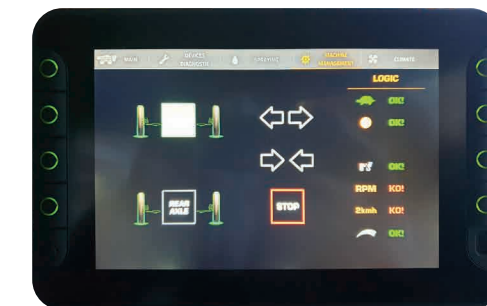 MAIN
DEVICES
DIAGNOSTIC
SPRAYING
MACHINE
MANAGEMENT
CLIMATE
LOGIC
OK!
OK!
OK!
RPM KO!
2kmh KO!
OK!
REAR
AXLE
STOP